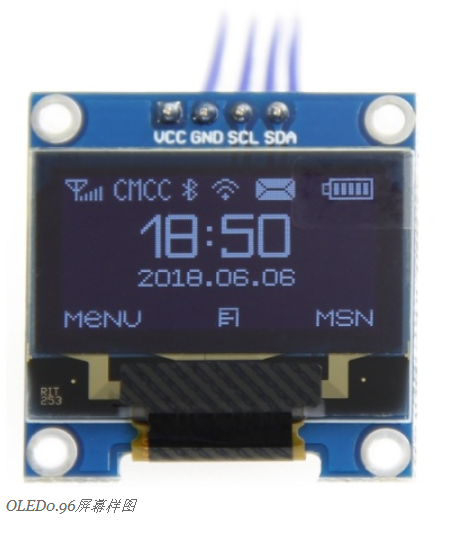 VCC GND SCL SDA
CMCC
18:50
2018.06.06
MENU
MSN
RIT
253
OLED0.96屏幕样图